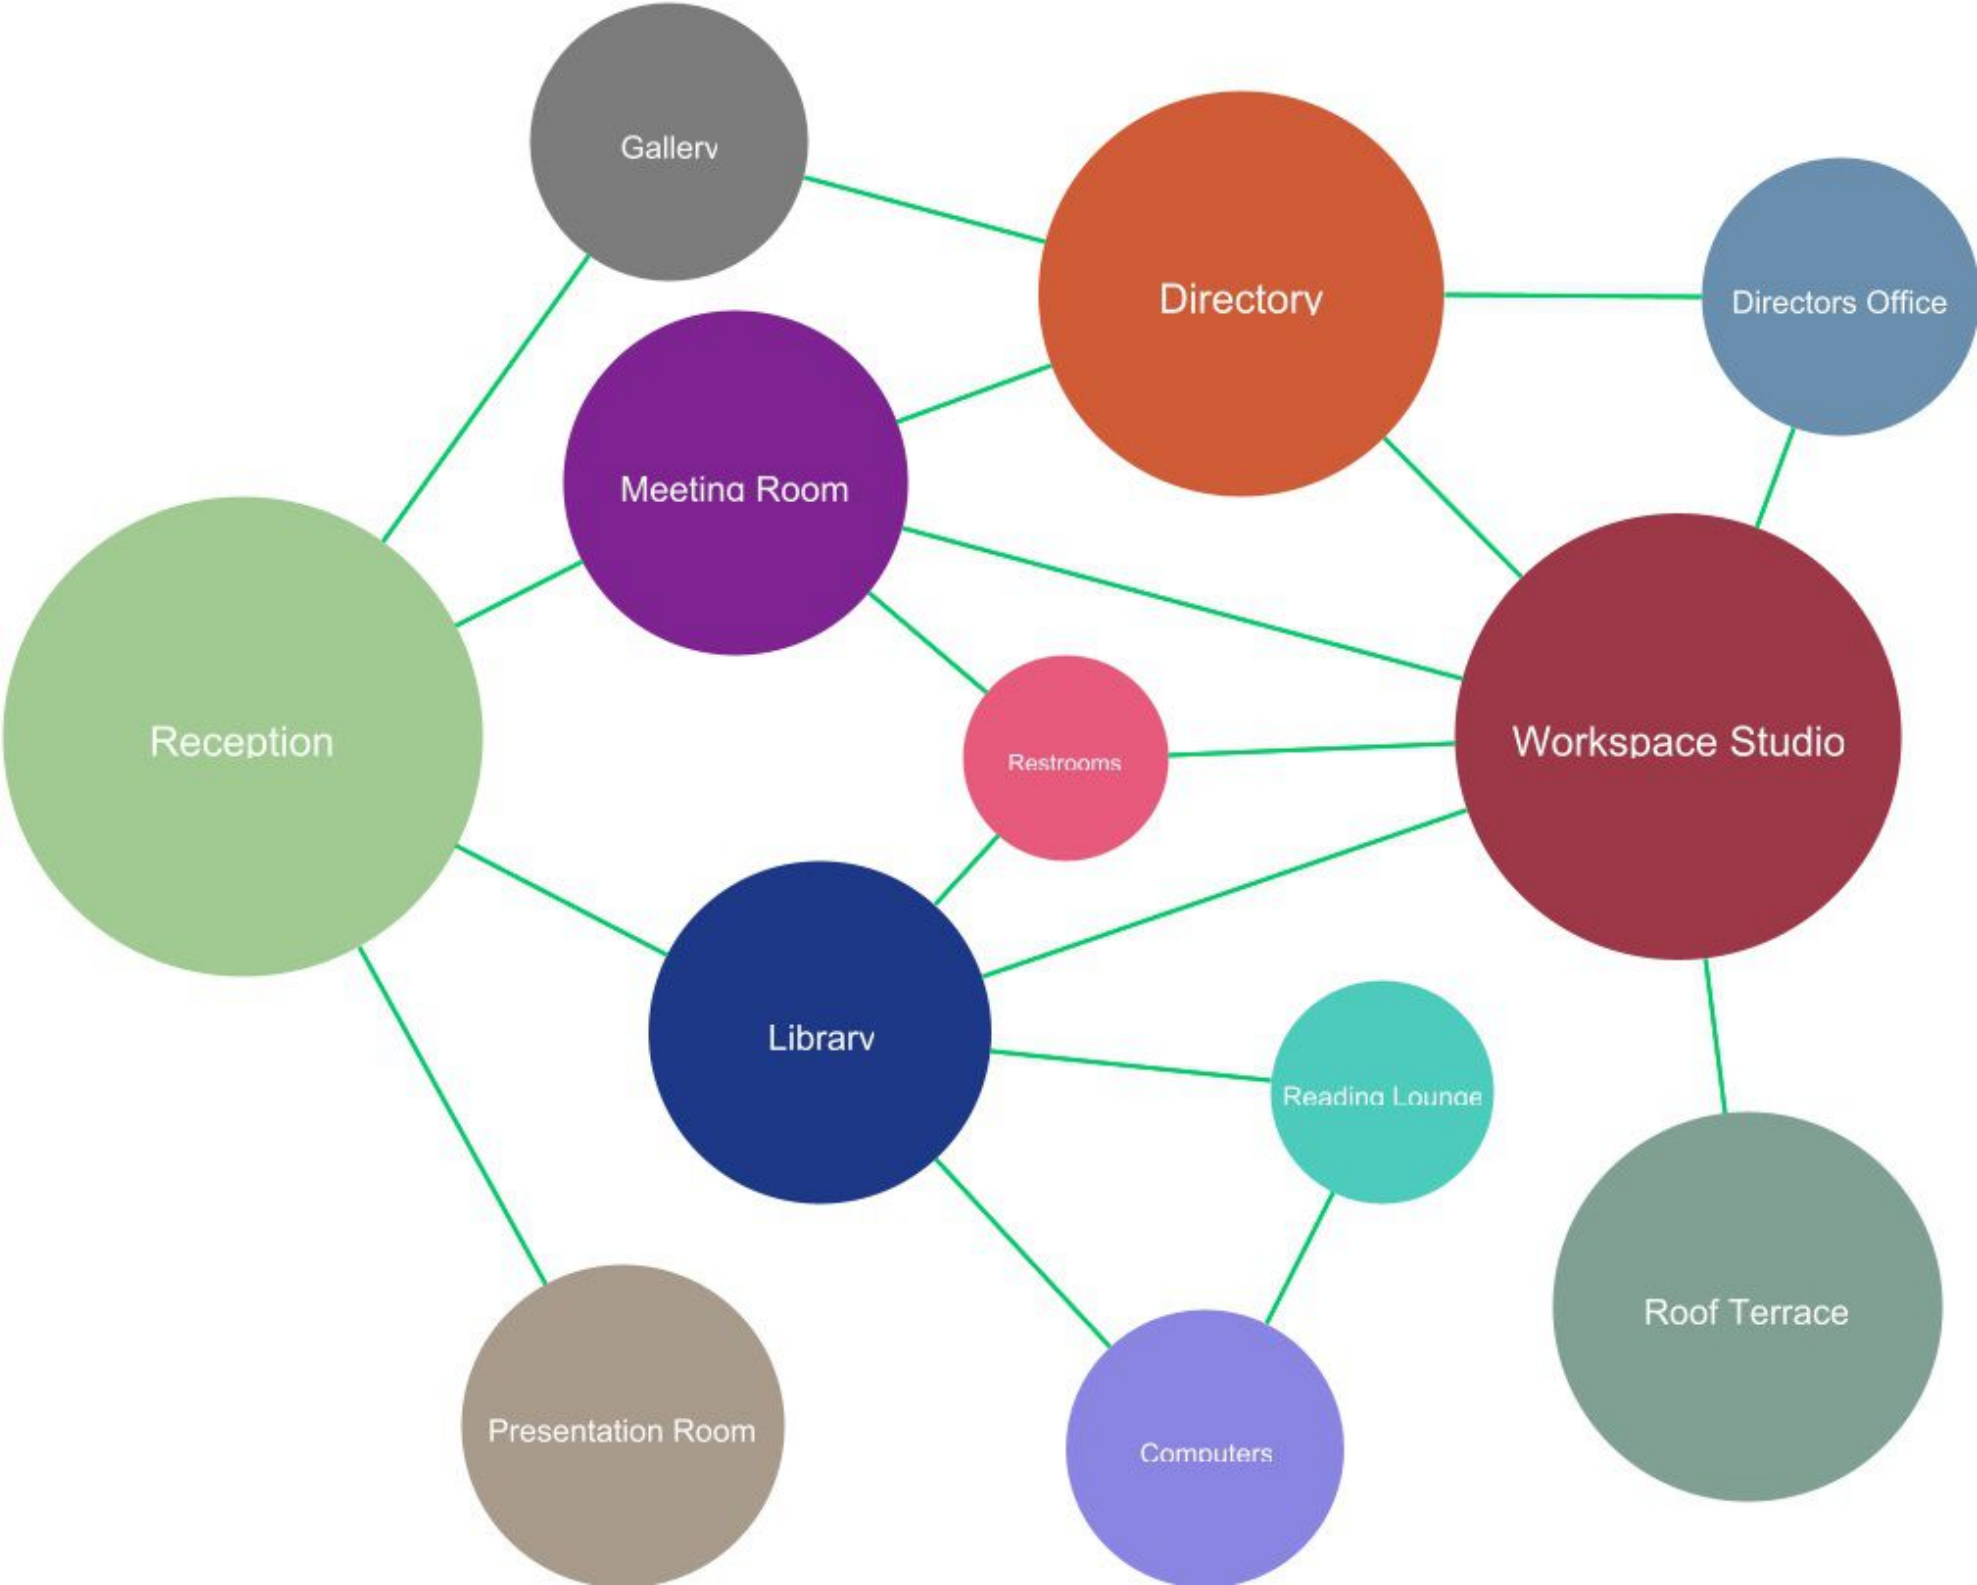 Gallery
Directory
Directors Office
Meeting Room
Reception
Restrooms
Workspace Studio
Library
Reading Lounge
Roof Terrace
Presentation Room
Computers